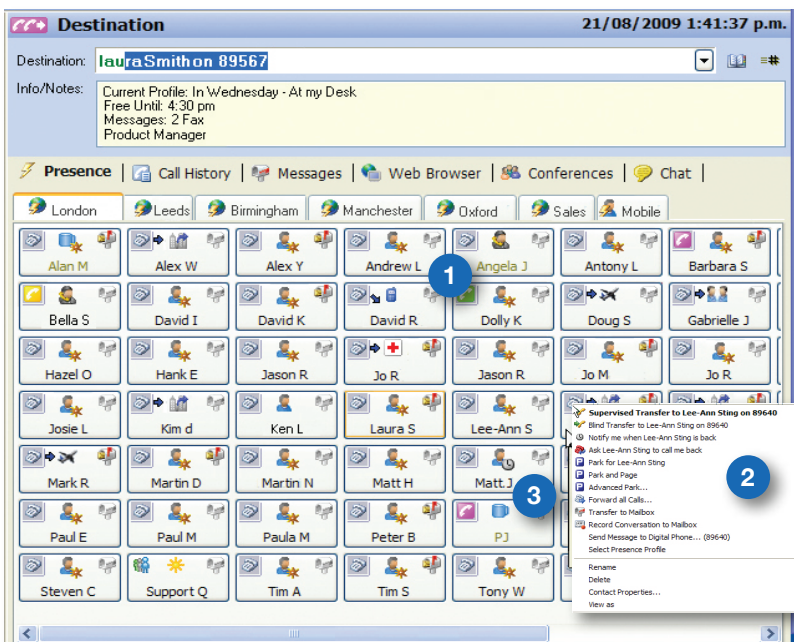 Destination 21/08/2009 1:41:37 p.m.
Destination: lauraSmith on 89567
Info/Notes: Current Profile: In Wednesday - At my Desk
Free Until: 4:30 pm
Messages: 2 Fax
Product Manager
Presence Call History Messages Web Browser Conferences Chat
London Leeds Birmingham Manchester Oxford Sales Mobile
Alan M Alex W Alex Y Andrew L Angela J Antony L Barbara S
1
Bella S David I David K David R Dolly K Doug S Gabrielle J
Hazel O Hank E Jason R Jo R Jason R Jo M Jo R
Josie L Kim d Ken L Laura S Lee-Ann S
Supervised Transfer to Lee-Ann Sting on 89640
Blind Transfer to Lee-Ann Sting on 89640
Notify me when Lee-Ann Sting is back
Ask Lee-Ann Sting to call me back
Park for Lee-Ann Sting
Park and Page
Advanced Park...
Forward all Calls...
Transfer to Mailbox
Record Conversation to Mailbox
Send Message to Digital Phone... (89640)
Select Presence Profile
Rename
Delete
Contact Properties...
View as
2
Mark R Martin D Martin N Matt H Matt.J
3
Paul E Paul M Paula M Peter B PJ
Steven C Support Q Tim A Tim S Tony W